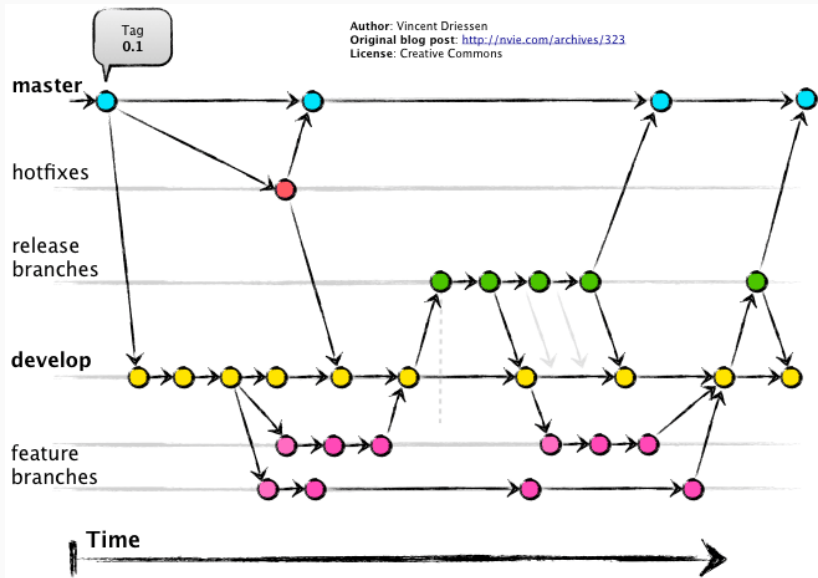 Tag
0.1
Author: Vincent Driessen
Original blog post: http://nvie.com/archives/323
License: Creative Commons
master
hotfixes
release
branches
develop
feature
branches
Time